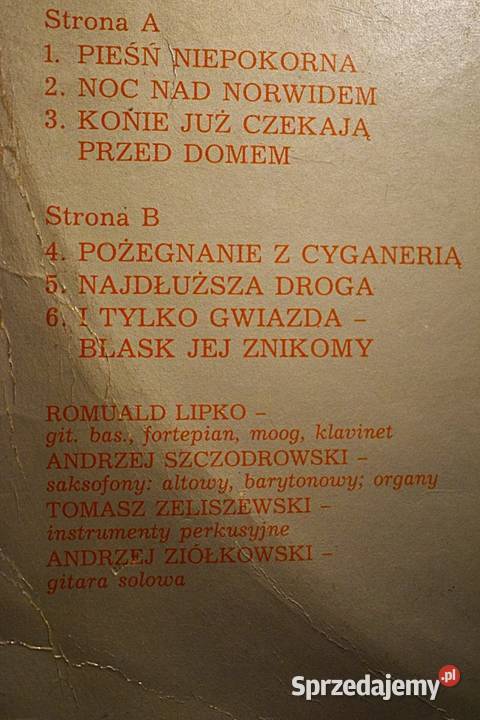 Strona A
1. PIEŚŃ NIEPOKORNA
2. NOC NAD NORWIDEM
3. KOŃIE JUŻ CZEKAJĄ
PRZED DOMEM
Strona B
4. POŻEGNANIE Z CYGANERIĄ
5. NAJDŁUŻSZA DROGA
6. I TYLKO GWIAZDA –
BLASK JEJ ZNIKOMY
ROMUALD LIPKO –
git. bas., fortepian, moog, klavinet
ANDRZEJ SZCZODROWSKI –
saksofony: altowy, barytonowy; organy
TOMASZ ZELISZEWSKI –
instrumenty perkusyjne
ANDRZEJ ZIÓŁKOWSKI –
gitara solowa
Sprzedajemy.pl